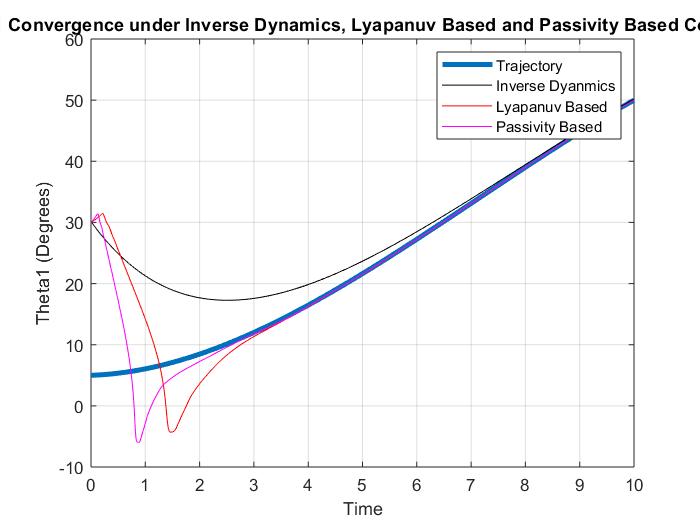 Convergence under Inverse Dynamics, Lyapanuv Based and Passivity Based
60
50
40
30
20
10
0
-10
Theta1 (Degrees)
Trajectory
Inverse Dyanmics
Lyapanuv Based
Passivity Based
0 1 2 3 4 5 6 7 8 9 10
Time